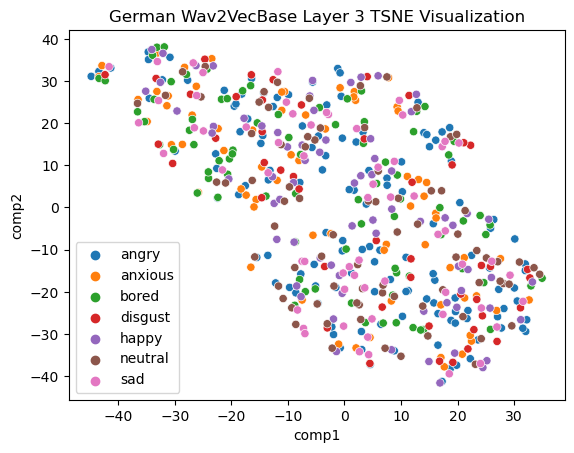 German Wav2VecBase Layer 3 TSNE Visualization
40
30
20
10
0
−10
−20
−30
−40
comp2
angry
anxious
bored
disgust
happy
neutral
sad
−40 −30 −20 −10 0 10 20 30
comp1